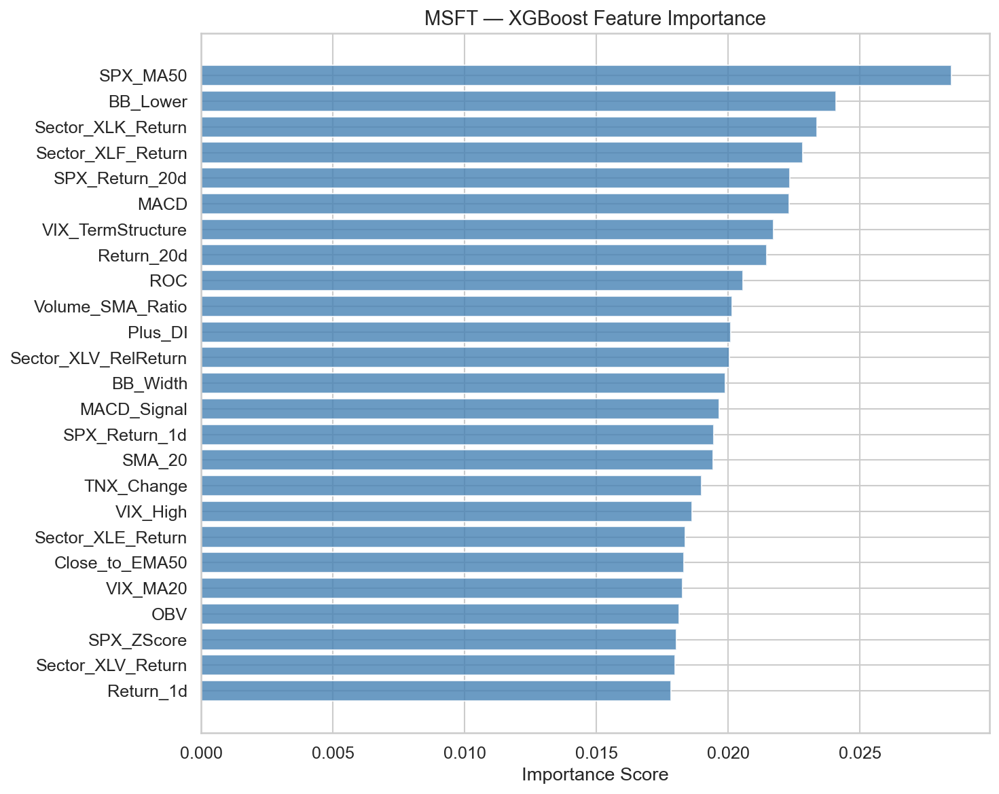 MSFT — XGBoost Feature Importance
SPX_MA50
BB_Lower
Sector_XLK_Return
Sector_XLF_Return
SPX_Return_20d
MACD
VIX_TermStructure
Return_20d
ROC
Volume_SMA_Ratio
Plus_DI
Sector_XLV_RelReturn
BB_Width
MACD_Signal
SPX_Return_1d
SMA_20
TNX_Change
VIX_High
Sector_XLE_Return
Close_to_EMA50
VIX_MA20
OBV
SPX_ZScore
Sector_XLV_Return
Return_1d
0.000 0.005 0.010 0.015 0.020 0.025
Importance Score